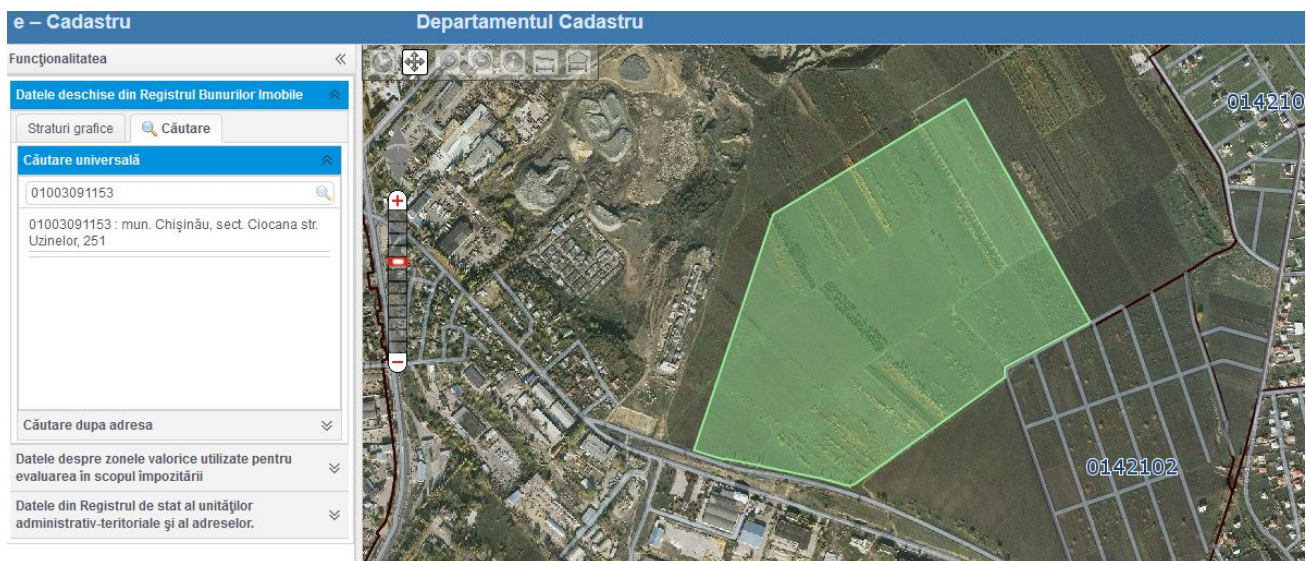 e – Cadastru
Departamentul Cadastru
Funcţionalitatea
Datele deschise din Registrul Bunurilor Imobile
Straturi grafice
Căutare
Căutare universală
01003091153
01003091153 : mun. Chişinău, sect. Ciocana str.
Uzinelor, 251
Căutare dupa adresa
Datele despre zonele valorice utilizate pentru
evaluarea în scopul impozitării
Datele din Registrul de stat al unităţilor
administrativ-teritoriale şi al adreselor.
014210
0142102